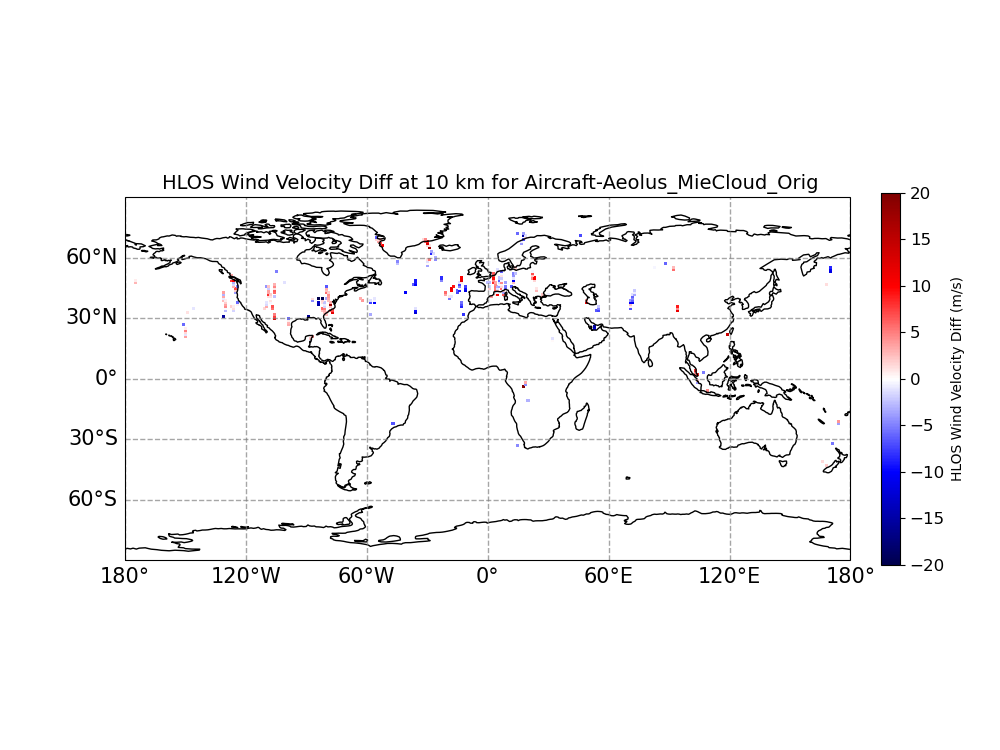 HLOS Wind Velocity Diff at 10 km for Aircraft-Aeolus_MieCloud_Orig
60°N
30°N
0°
30°S
60°S
180°
120°W
60°W
0°
60°E
120°E
180°
20
15
10
5
0
−5
−10
−15
−20
HLOS Wind Velocity Diff (m/s)